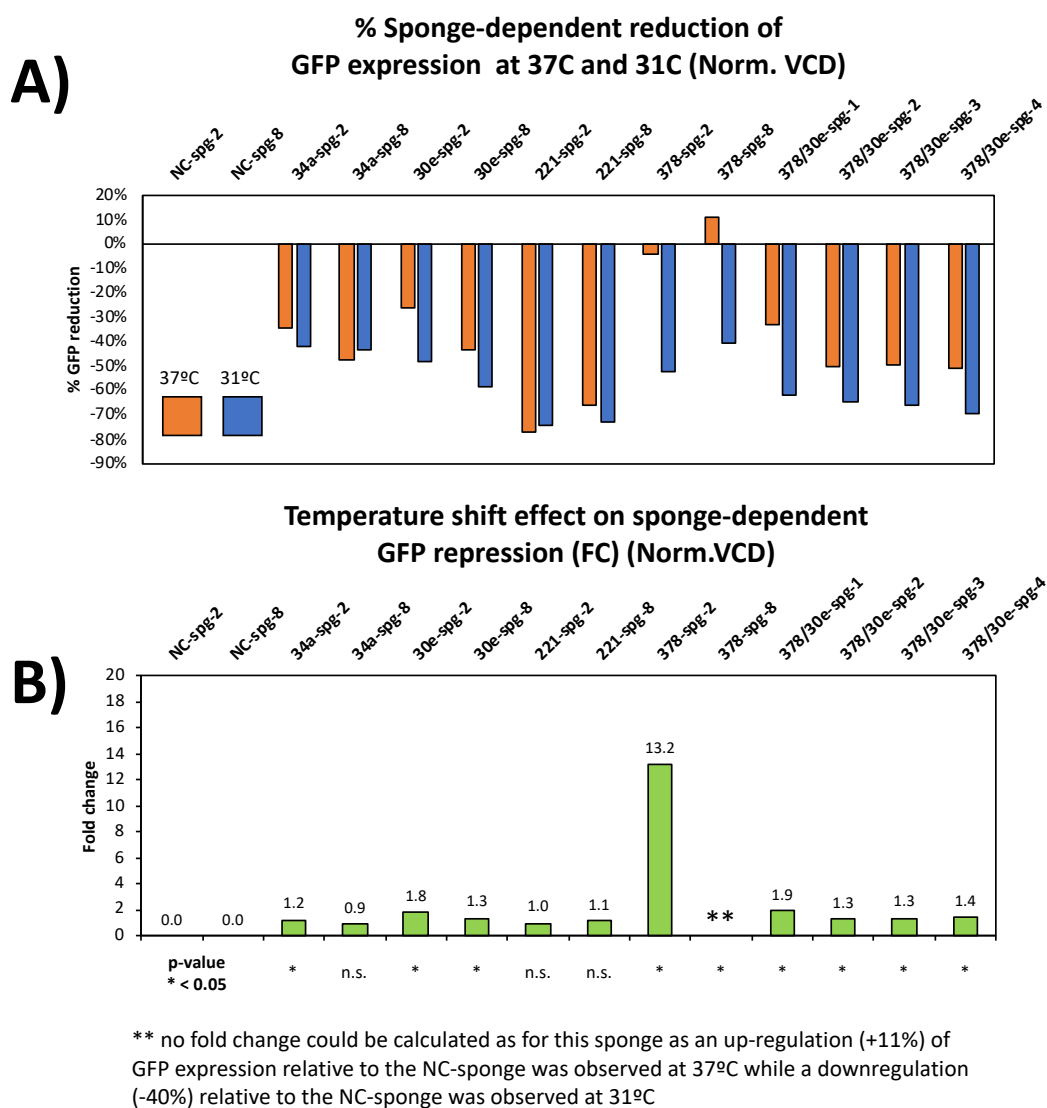 A)
% Sponge-dependent reduction of
GFP expression at 37C and 31C (Norm. VCD)
NC-spg-2 NC-spg-8 34a-spg-2 34a-spg-8 30e-spg-2 30e-spg-8 221-spg-2 221-spg-8 378-spg-2 378-spg-8 378/30e-spg-1 378/30e-spg-2 378/30e-spg-3 378/30e-spg-4
% GFP reduction
20%
10%
0%
-10%
-20%
-30%
-40%
-50%
-60%
-70%
-80%
-90%
37ºC 31ºC
Temperature shift effect on sponge-dependent
GFP repression (FC) (Norm.VCD)
B)
NC-spg-2 NC-spg-8 34a-spg-2 34a-spg-8 30e-spg-2 30e-spg-8 221-spg-2 221-spg-8 378-spg-2 378-spg-8 378/30e-spg-1 378/30e-spg-2 378/30e-spg-3 378/30e-spg-4
Fold change
20
18
16
14
12
10
8
6
4
2
0
0.0 0.0 1.2 0.9 1.8 1.3 1.0 1.1 13.2 ** 1.9 1.3 1.3 1.4
p-value
* < 0.05
* n.s. * * n.s. n.s. * * * * * *
** no fold change could be calculated as for this sponge as an up-regulation (+11%) of
GFP expression relative to the NC-sponge was observed at 37ºC while a downregulation
(-40%) relative to the NC-sponge was observed at 31ºC